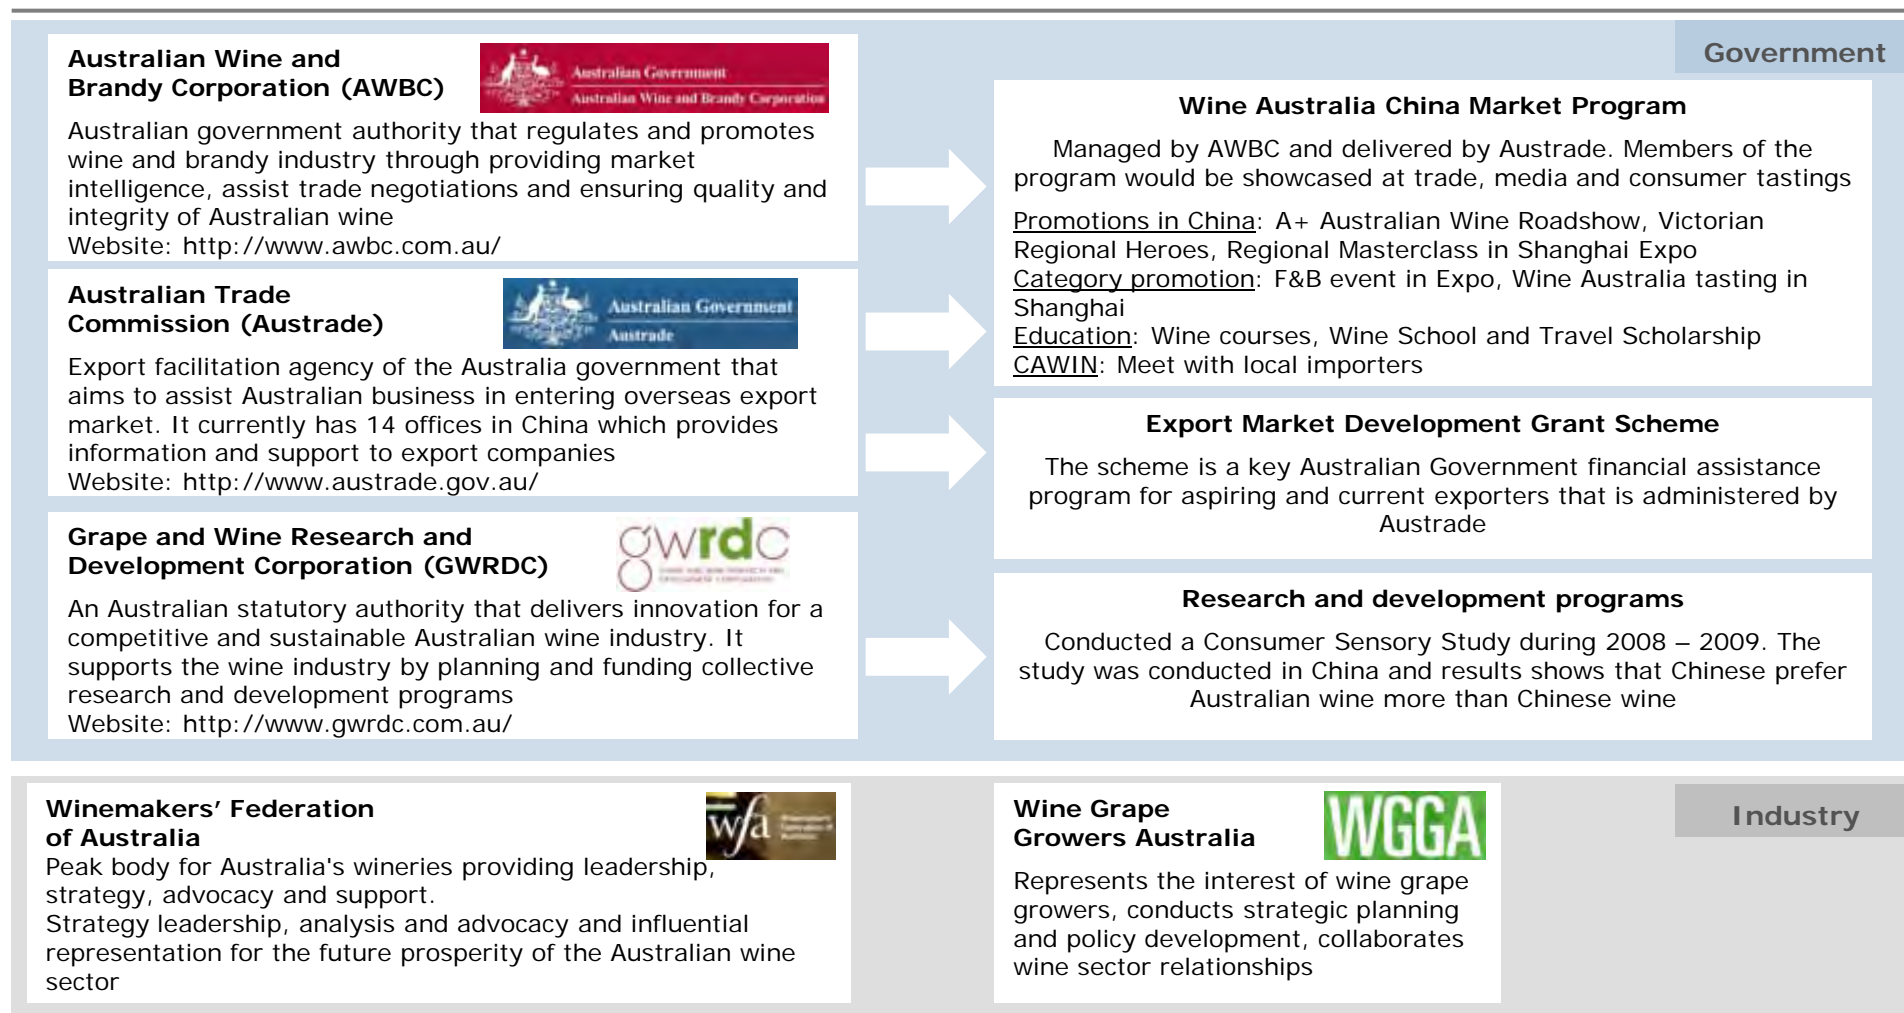 Government
Australian Wine and
Brandy Corporation (AWBC)
Australian Government
Australian Wine and Brandy Corporation
Australian government authority that regulates and promotes
wine and brandy industry through providing market
intelligence, assist trade negotiations and ensuring quality and
integrity of Australian wine
Website: http://www.awbc.com.au/
Wine Australia China Market Program
Managed by AWBC and delivered by Austrade. Members of the
program would be showcased at trade, media and consumer tastings
Promotions in China: A+ Australian Wine Roadshow, Victorian
Regional Heroes, Regional Masterclass in Shanghai Expo
Category promotion: F&B event in Expo, Wine Australia tasting in
Shanghai
Education: Wine courses, Wine School and Travel Scholarship
CAWIN: Meet with local importers
Australian Trade
Commission (Austrade)
Australian Government
Austrade
Export facilitation agency of the Australia government that
aims to assist Australian business in entering overseas export
market. It currently has 14 offices in China which provides
information and support to export companies
Website: http://www.austrade.gov.au/
Export Market Development Grant Scheme
The scheme is a key Australian Government financial assistance
program for aspiring and current exporters that is administered by
Austrade
Grape and Wine Research and
Development Corporation (GWRDC)
gwrdc
An Australian statutory authority that delivers innovation for a
competitive and sustainable Australian wine industry. It
supports the wine industry by planning and funding collective
research and development programs
Website: http://www.gwrdc.com.au/
Research and development programs
Conducted a Consumer Sensory Study during 2008 – 2009. The
study was conducted in China and results shows that Chinese prefer
Australian wine more than Chinese wine
Industry
Winemakers’ Federation
of Australia
wfa
Peak body for Australia's wineries providing leadership,
strategy, advocacy and support.
Strategy leadership, analysis and advocacy and influential
representation for the future prosperity of the Australian wine
sector
Wine Grape
Growers Australia
WGGA
Represents the interest of wine grape
growers, conducts strategic planning
and policy development, collaborates
wine sector relationships